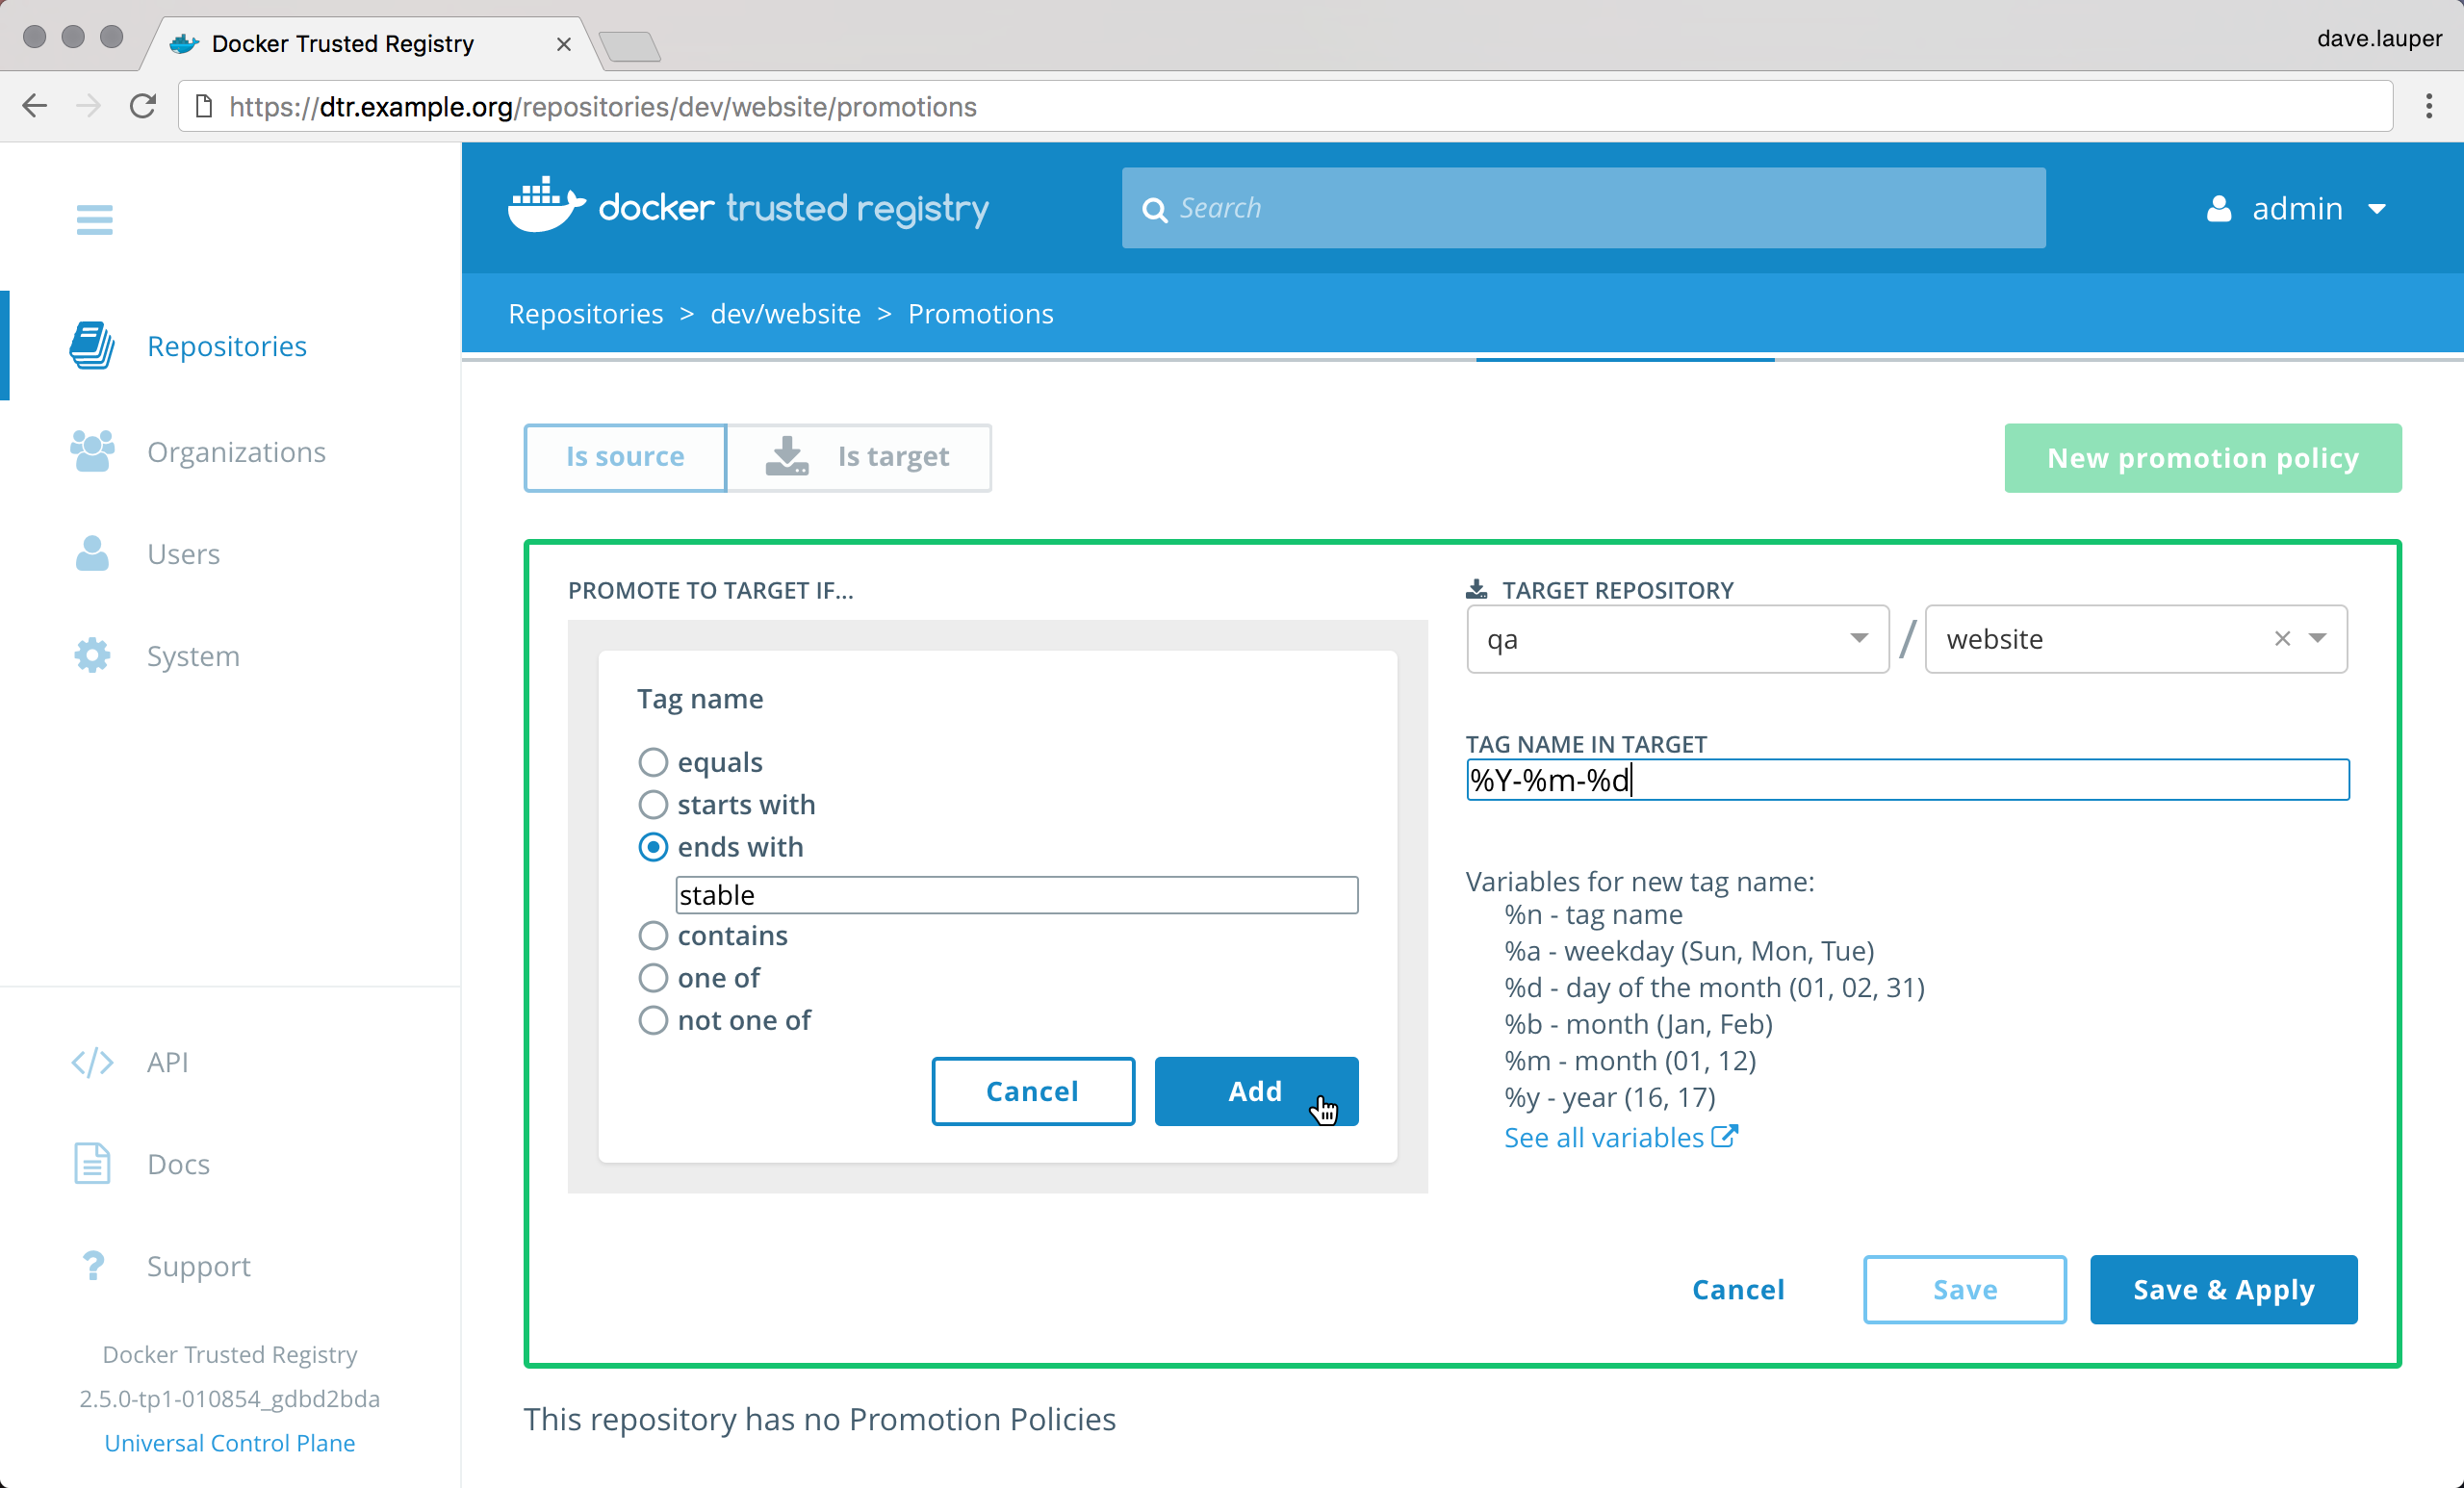 Docker Trusted Registry
dave.lauper
https://dtr.example.org/repositories/dev/website/promotions
docker trusted registry
Search
admin
Repositories > dev/website > Promotions
Repositories
Organizations
Users
System
API
Docs
Support
Docker Trusted Registry
2.5.0-tp1-010854_gdbd2bda
Universal Control Plane
Is source
Is target
New promotion policy
PROMOTE TO TARGET IF...
Tag name
equals
starts with
ends with
stable
contains
one of
not one of
Cancel
Add
TARGET REPOSITORY
qa / website
TAG NAME IN TARGET
%Y-%m-%d
Variables for new tag name:
%n - tag name
%a - weekday (Sun, Mon, Tue)
%d - day of the month (01, 02, 31)
%b - month (Jan, Feb)
%m - month (01, 12)
%y - year (16, 17)
See all variables
Cancel
Save
Save & Apply
This repository has no Promotion Policies